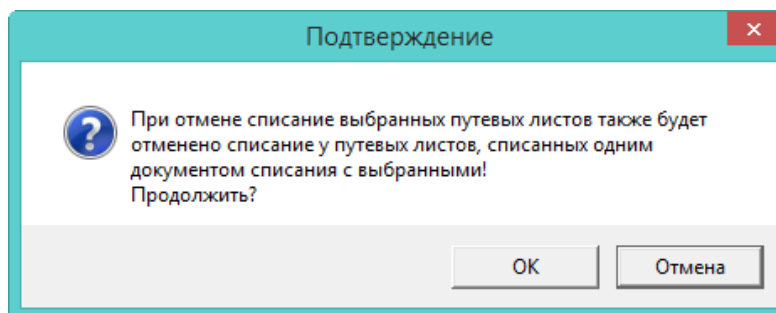 Подтверждение
При отмене списание выбранных путевых листов также будет
отменено списание у путевых листов, списанных одним
документом списания с выбранными!
Продолжить?
ОК
Отмена